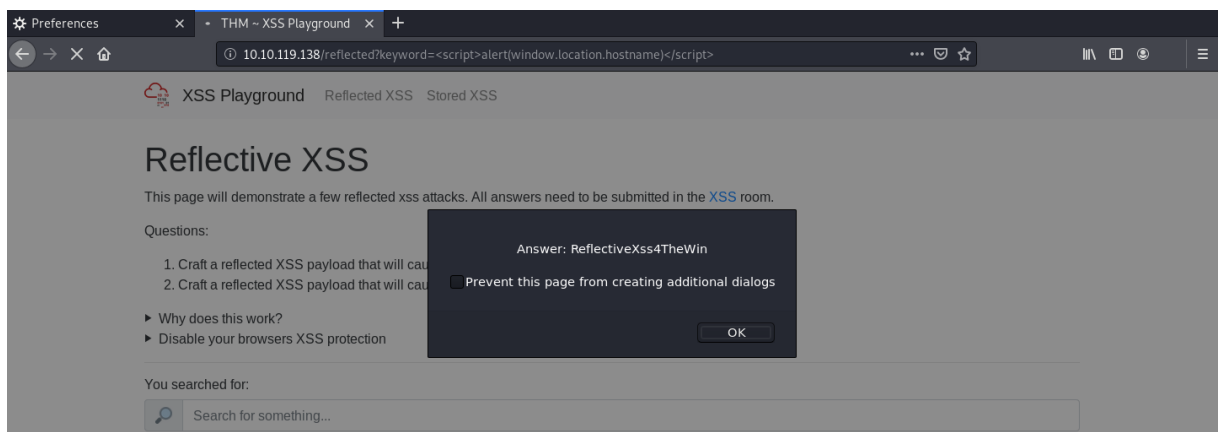 Preferences
THM ~ XSS Playground
10.10.119.138/reflected?keyword=<script>alert(window.location.hostname)</script>
XSS Playground Reflected XSS Stored XSS
Reflective XSS
This page will demonstrate a few reflected xss attacks. All answers need to be submitted in the XSS room.
Questions:
1. Craft a reflected XSS payload that will cau
2. Craft a reflected XSS payload that will cau
Why does this work?
Disable your browsers XSS protection
Answer: ReflectiveXss4TheWin
Prevent this page from creating additional dialogs
OK
You searched for:
Search for something...